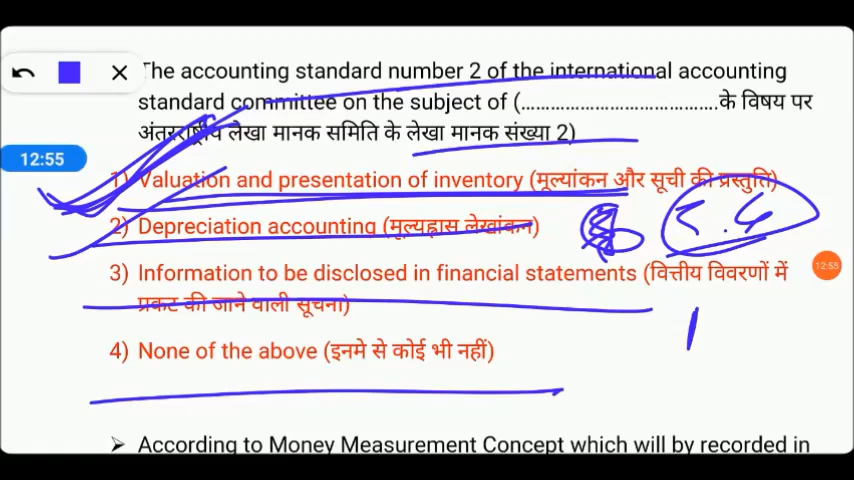 The accounting standard number 2 of the international accounting
standard committee on the subject of (......................................के विषय पर
अंतरराष्ट्रीय लेखा मानक समिति के लेखा मानक संख्या 2)
12:55
1) Valuation and presentation of inventory (मूल्यांकन और सूची की प्रस्तुति)
2) Depreciation accounting (मूल्यह्रास लेखांकन)
3) Information to be disclosed in financial statements (वित्तीय विवरणों में
12:55
प्रकट की जाने वाली सूचना)
4) None of the above (इनमे से कोई भी नहीं)
➢ According to Money Measurement Concept which will by recorded in